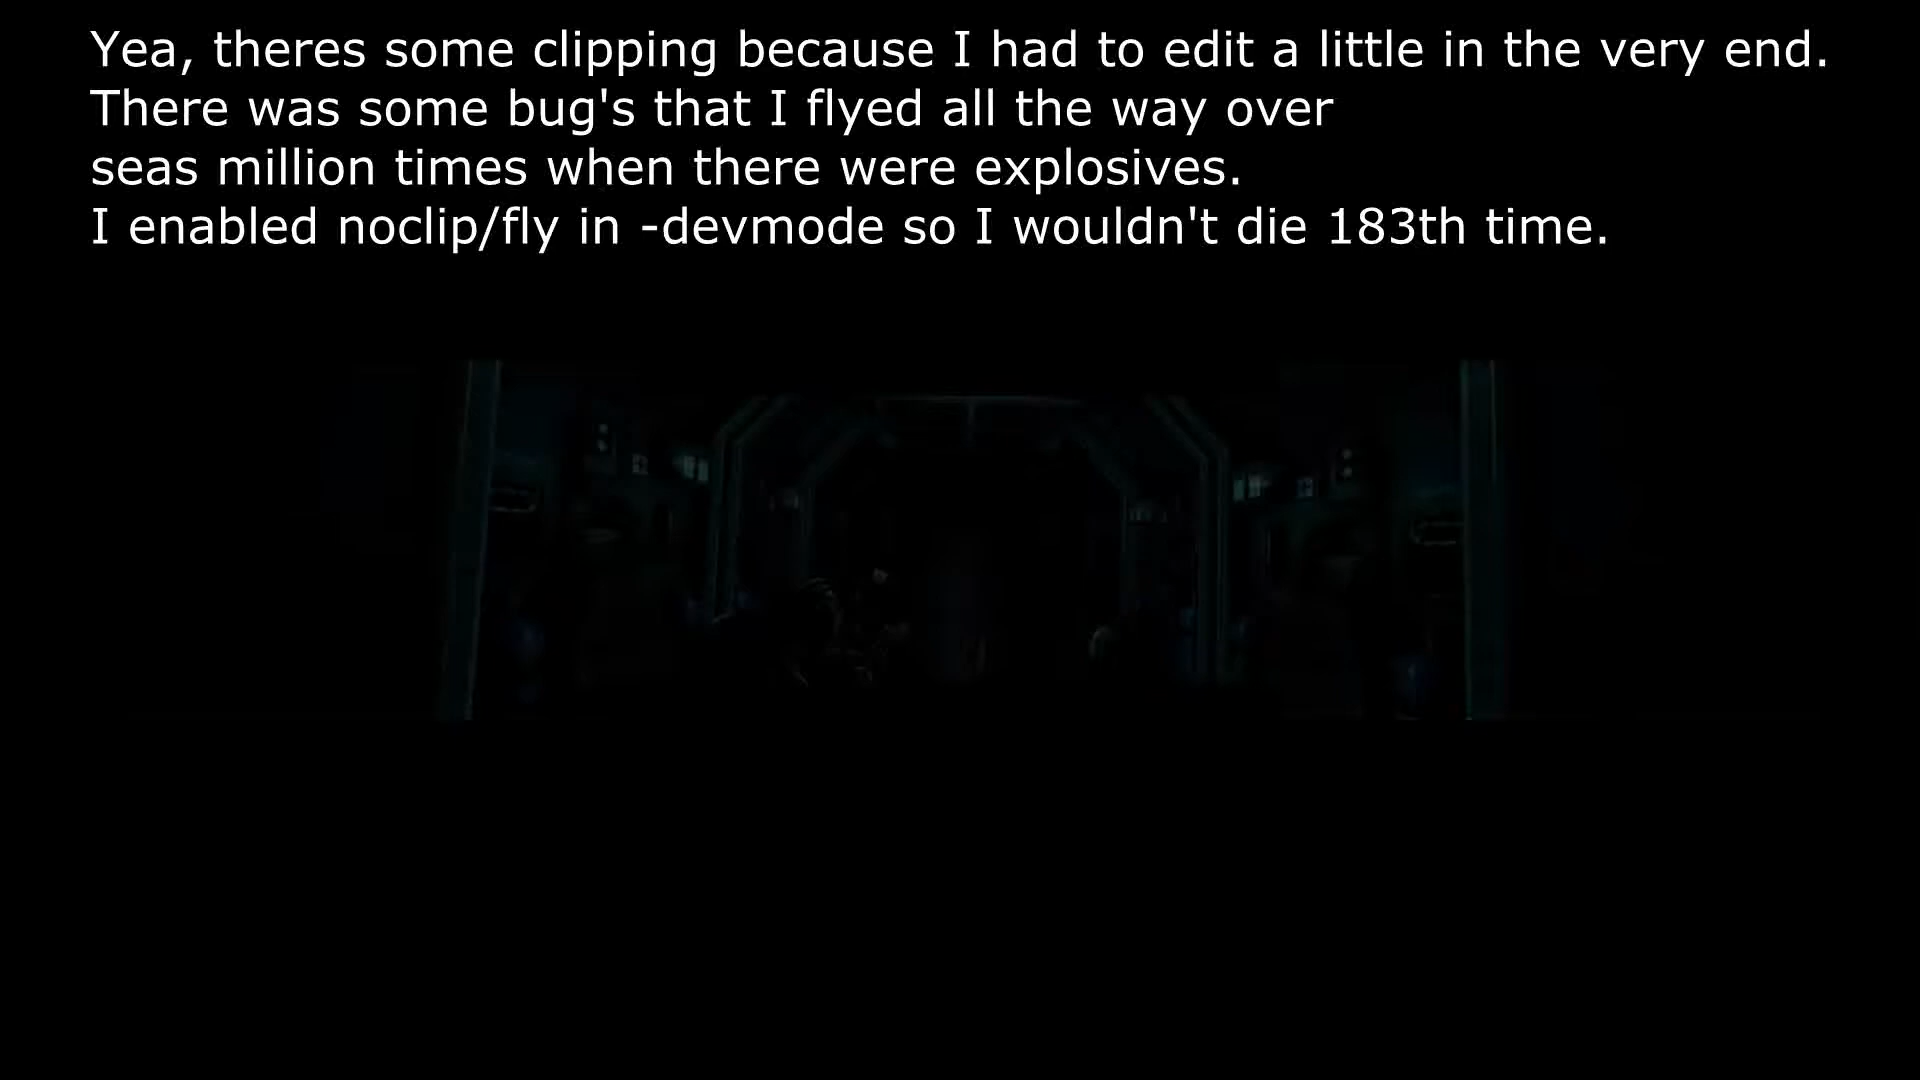 Yea, theres some clipping because I had to edit a little in the very end.
There was some bug's that I flyed all the way over
seas million times when there were explosives.
I enabled noclip/fly in -devmode so I wouldn't die 183th time.